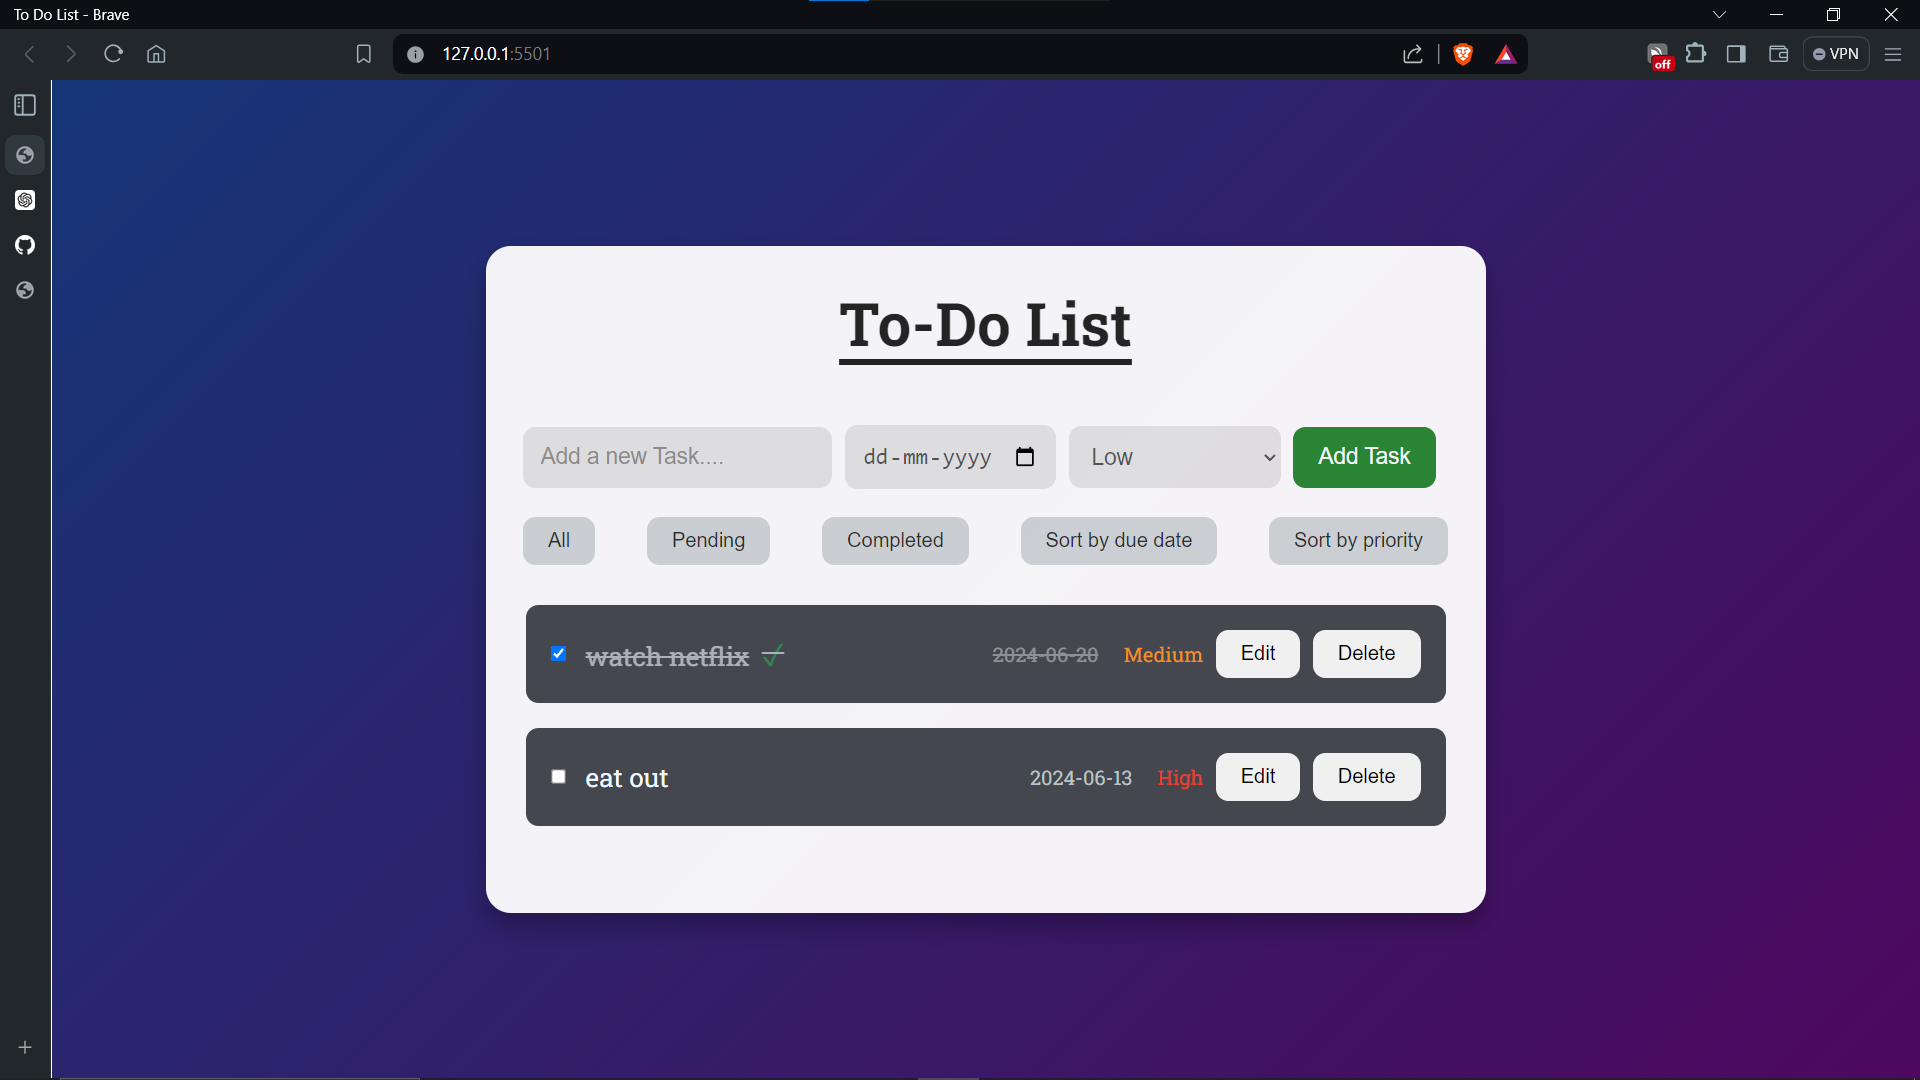 To Do List - Brave
127.0.0.1:5501
off
VPN
To-Do List
Add a new Task....
dd-mm-yyyy
Low
Add Task
All
Pending
Completed
Sort by due date
Sort by priority
watch netflix ✓ 2024-06-20 Medium Edit Delete
eat out 2024-06-13 High Edit Delete